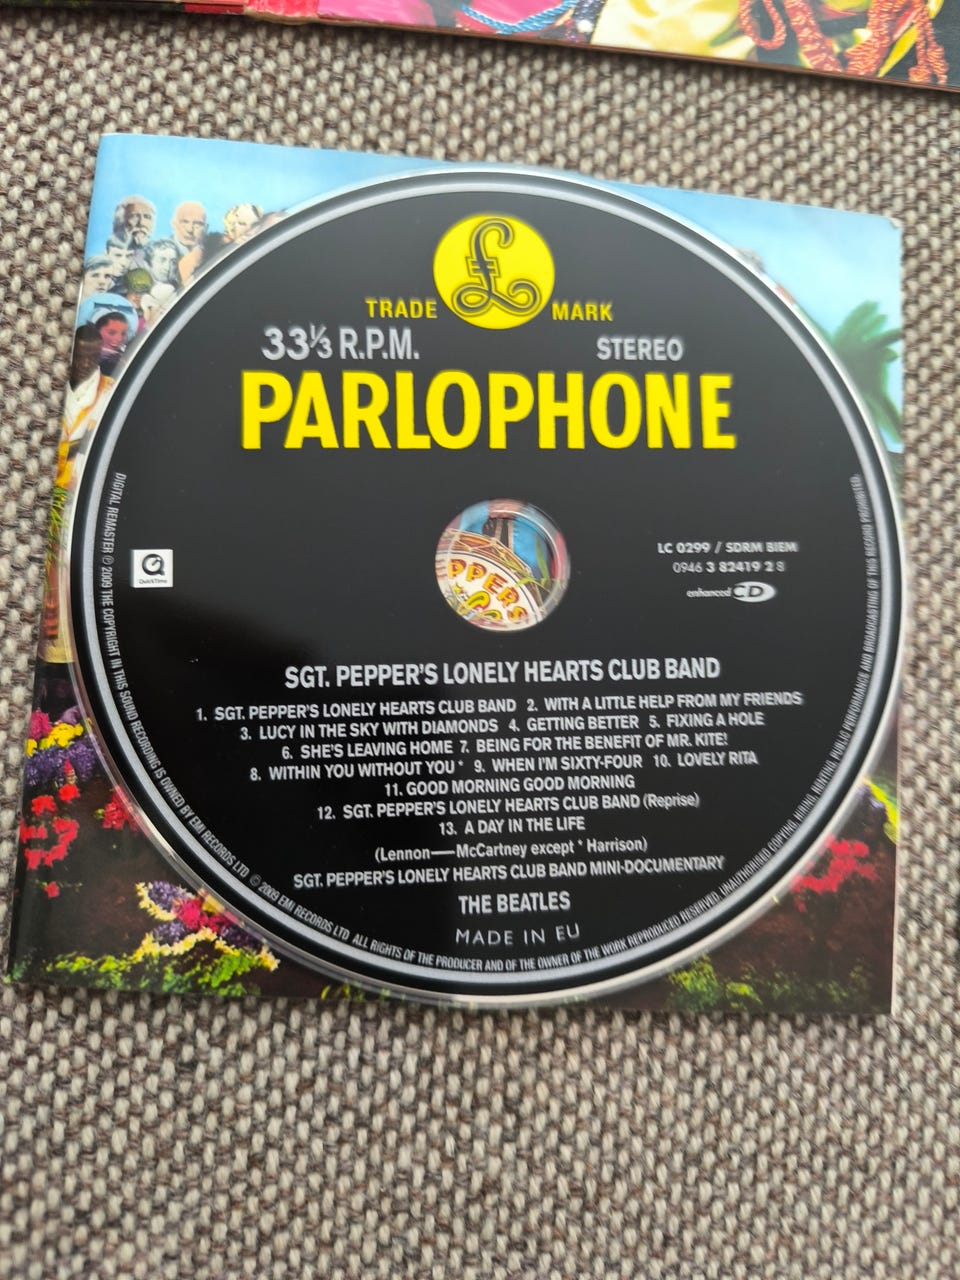 TRADE £ MARK
33⅓ R.P.M. STEREO
PARLOPHONE
QuickTime
LC 0299 / SDRM BIEM
0946 3 82419 2 8
enhanced CD
PPERS
SGT. PEPPER'S LONELY HEARTS CLUB BAND
1. SGT. PEPPER'S LONELY HEARTS CLUB BAND 2. WITH A LITTLE HELP FROM MY FRIENDS
3. LUCY IN THE SKY WITH DIAMONDS 4. GETTING BETTER 5. FIXING A HOLE
6. SHE'S LEAVING HOME 7. BEING FOR THE BENEFIT OF MR. KITE!
8. WITHIN YOU WITHOUT YOU* 9. WHEN I'M SIXTY-FOUR 10. LOVELY RITA
11. GOOD MORNING GOOD MORNING
12. SGT. PEPPER'S LONELY HEARTS CLUB BAND (Reprise)
13. A DAY IN THE LIFE
(Lennon—McCartney except * Harrison)
SGT. PEPPER'S LONELY HEARTS CLUB BAND MINI-DOCUMENTARY
THE BEATLES
MADE IN EU
DIGITAL REMASTER ℗ 2009 THE COPYRIGHT IN THIS SOUND RECORDING IS OWNED BY EMI RECORDS LTD © 2009 EMI RECORDS LTD ALL RIGHTS OF THE PRODUCER AND OF THE OWNER OF THE WORK REPRODUCED RESERVED. UNAUTHORISED COPYING, HIRING, RENTING, PUBLIC PERFORMANCE AND BROADCASTING OF THIS RECORD PROHIBITED.